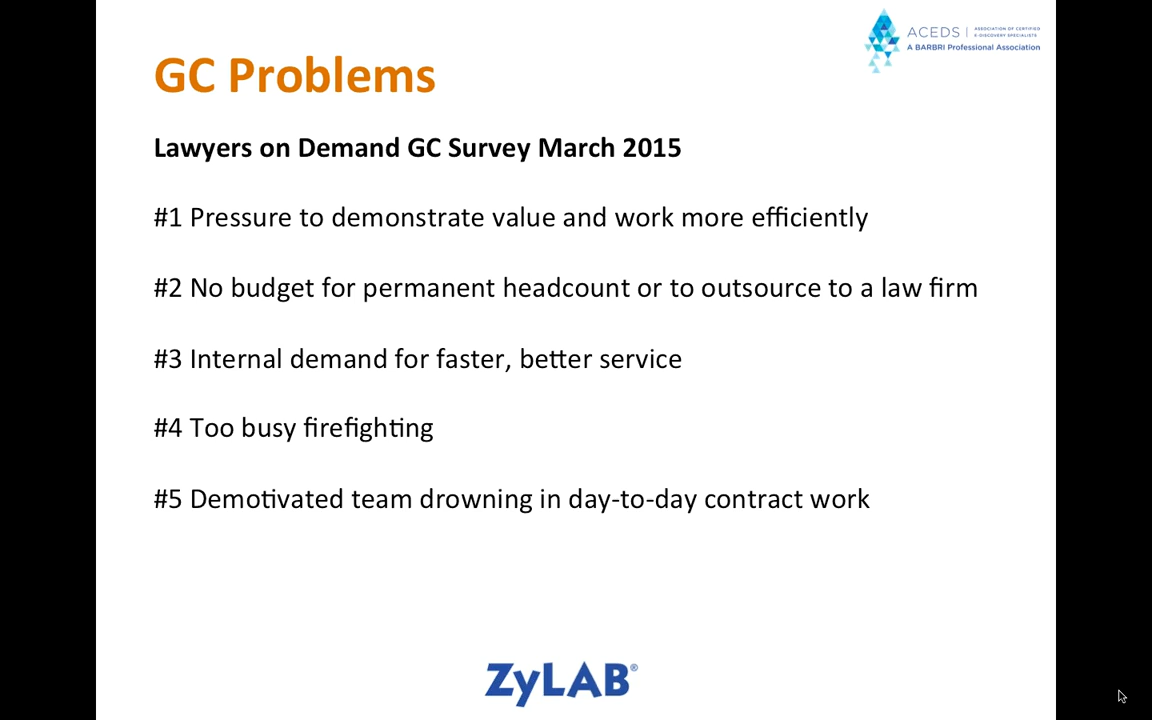 ACEDS | ASSOCIATION OF CERTIFIED
E-DISCOVERY SPECIALISTS
A BARBRI Professional Association
GC Problems
Lawyers on Demand GC Survey March 2015
#1 Pressure to demonstrate value and work more efficiently
#2 No budget for permanent headcount or to outsource to a law firm
#3 Internal demand for faster, better service
#4 Too busy firefighting
#5 Demotivated team drowning in day-to-day contract work
ZyLAB®